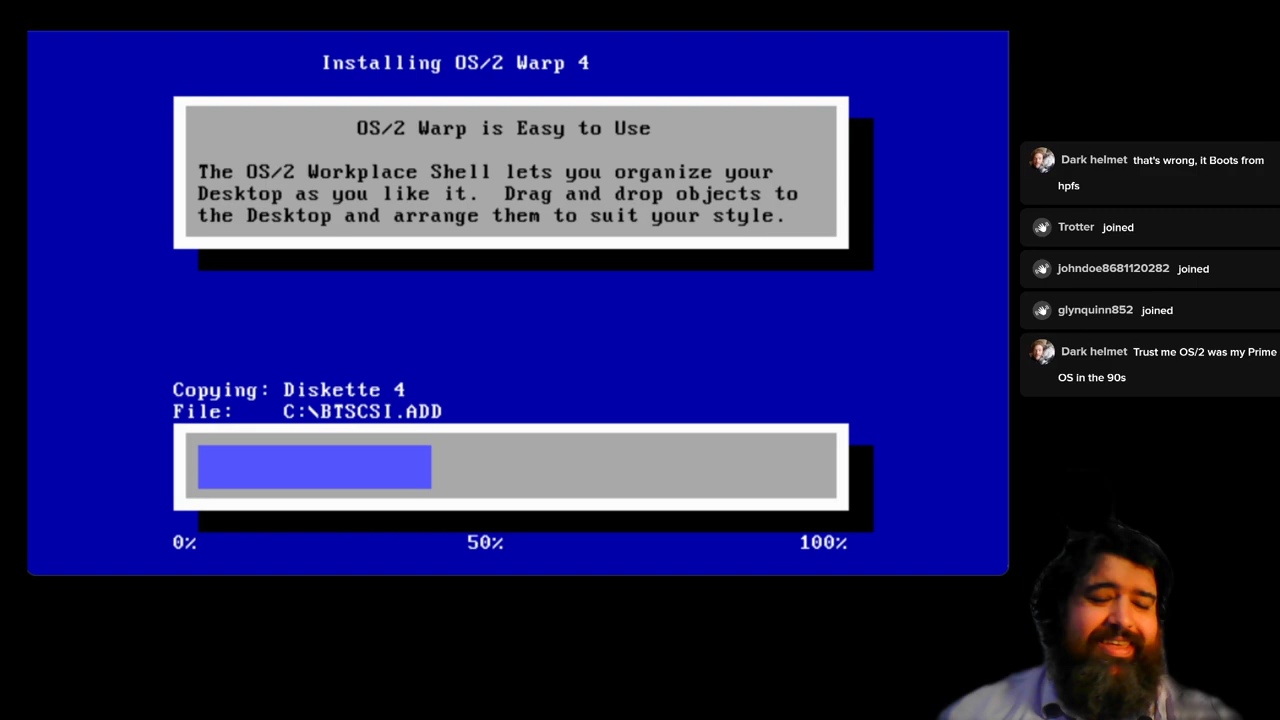 Installing OS/2 Warp 4
OS/2 Warp is Easy to Use
The OS/2 Workplace Shell lets you organize your
Desktop as you like it.  Drag and drop objects to
the Desktop and arrange them to suit your style.
Copying: Diskette 4
File:    C:\BTSCSI.ADD
0% 50% 100%
Dark helmet that's wrong, it Boots from
hpfs
Trotter joined
johndoe8681120282 joined
glynquinn852 joined
Dark helmet Trust me OS/2 was my Prime
OS in the 90s